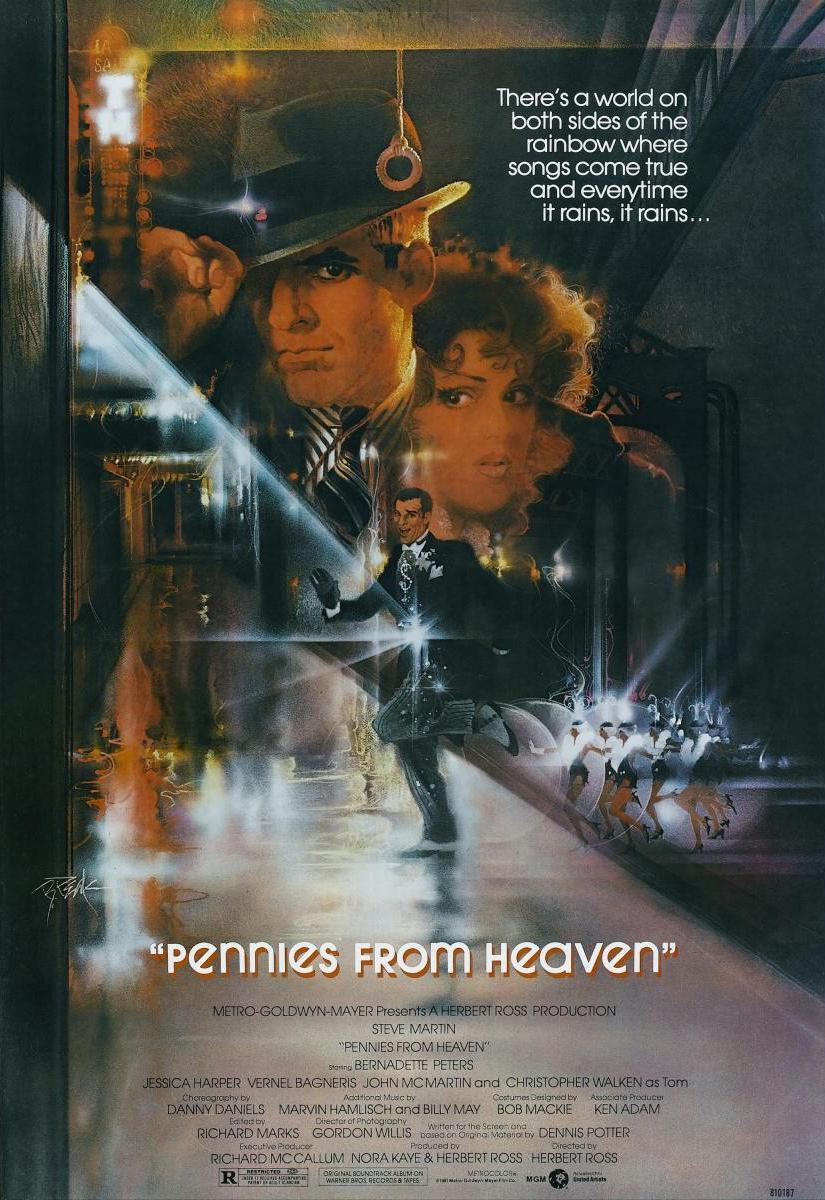 There's a world on
both sides of the
rainbow where
songs come true
and everytime
it rains, it rains...
"PENNIES FROM HEAVEN"
METRO-GOLDWYN-MAYER Presents A HERBERT ROSS PRODUCTION
STEVE MARTIN
"PENNIES FROM HEAVEN"
Starring BERNADETTE PETERS
JESSICA HARPER VERNEL BAGNERIS JOHN MCMARTIN and CHRISTOPHER WALKEN as Tom
Choreography by Additional Music by Costumes Designed by Associate Producer
DANNY DANIELS MARVIN HAMLISCH and BILLY MAY BOB MACKIE KEN ADAM
Edited by Director of Photography Written for the Screen and
RICHARD MARKS GORDON WILLIS based on Original Material by DENNIS POTTER
Executive Producer Produced by Directed by
RICHARD MCCALLUM NORA KAYE & HERBERT ROSS HERBERT ROSS
R RESTRICTED ORIGINAL SOUNDTRACK ALBUM ON METROCOLOR® MGM
WARNER BROS. RECORDS & TAPES. United Artists
810187